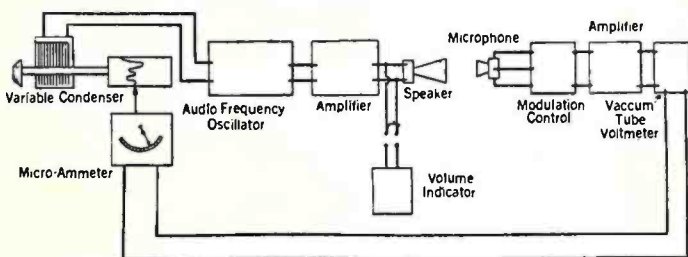 Variable Condenser
Micro-Ammeter
Audio Frequency
Oscillator
Amplifier
Speaker
Volume
Indicator
Microphone
Modulation
Control
Amplifier
Vaccum
Tube
Voltmeter